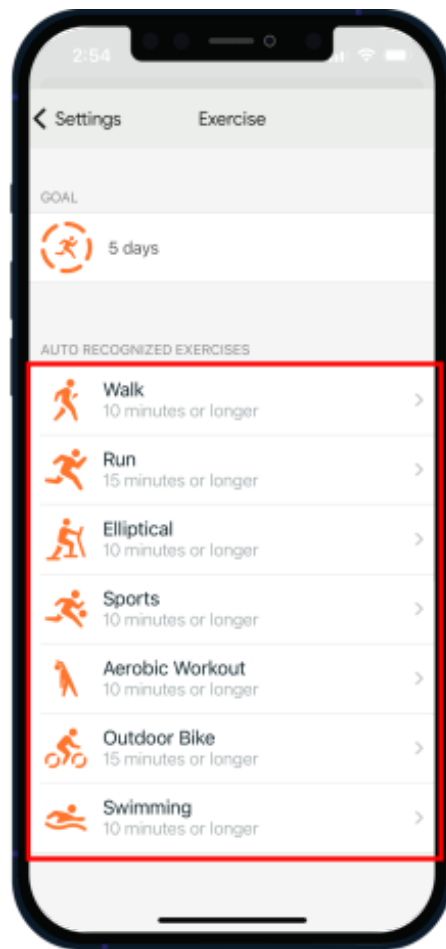 2:54
Settings
Exercise
GOAL
5 days
AUTO RECOGNIZED EXERCISES
Walk
10 minutes or longer
Run
15 minutes or longer
Elliptical
10 minutes or longer
Sports
10 minutes or longer
Aerobic Workout
10 minutes or longer
Outdoor Bike
15 minutes or longer
Swimming
10 minutes or longer